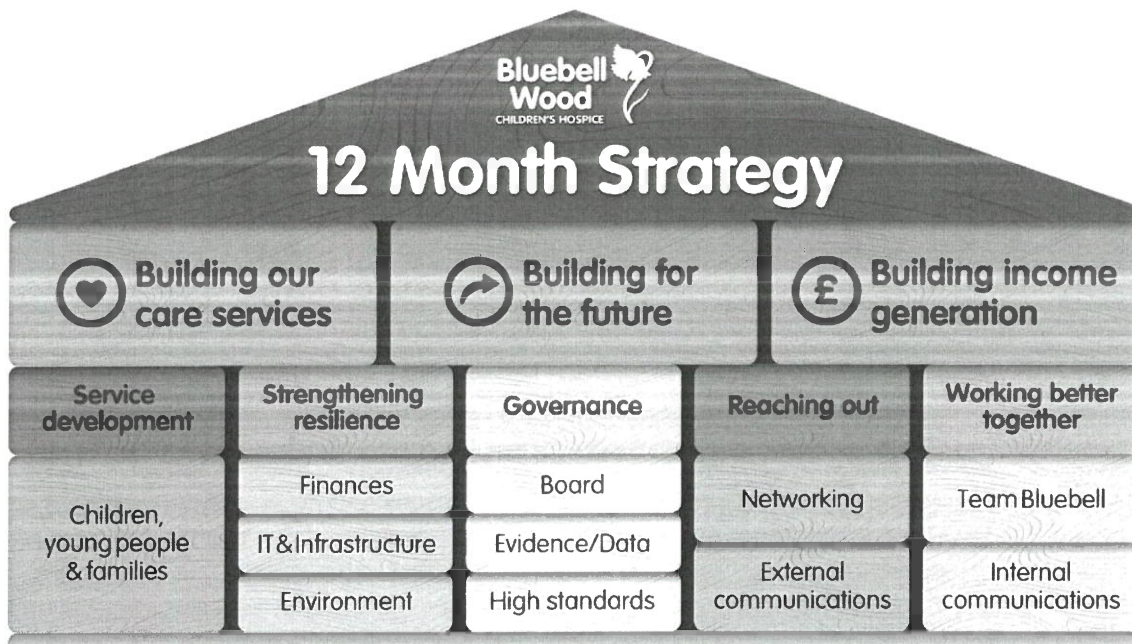 Bluebell
Wood
CHILDREN'S HOSPICE
12 Month Strategy
Building our
care services
Building for
the future
£
Building income
generation
Service
development
Strengthening
resilience
Governance
Reaching out
Working better
together
Children,
young people
& families
Finances
IT & Infrastructure
Environment
Board
Evidence/Data
High standards
Networking
External
communications
Team Bluebell
Internal
communications